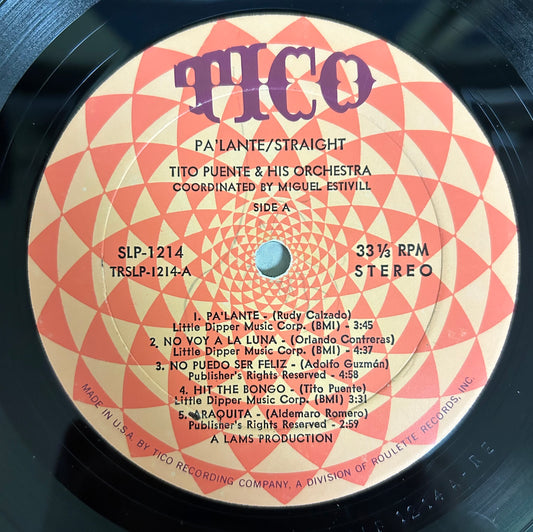 TICO
PA'LANTE/STRAIGHT
TITO PUENTE & HIS ORCHESTRA
COORDINATED BY MIGUEL ESTIVILL
SIDE A
SLP-1214
TRSLP-1214-A
33 1/3 RPM
STEREO
1. PA'LANTE - (Rudy Calzado)
Little Dipper Music Corp. (BMI) - 3:45
2. NO VOY A LA LUNA - (Orlando Contreras)
Little Dipper Music Corp. (BMI) - 4:37
3. NO PUEDO SER FELIZ - (Adolfo Guzmán)
Publisher's Rights Reserved - 4:58
4. HIT THE BONGO - (Tito Puente)
Little Dipper Music Corp. (BMI) 3:31
5. ARAQUITA - (Aldemaro Romero)
Publisher's Rights Reserved - 2:59
A LAMS PRODUCTION
MADE IN U.S.A. BY TICO RECORDING COMPANY, A DIVISION OF ROULETTE RECORDS, INC.
1214 A-RE